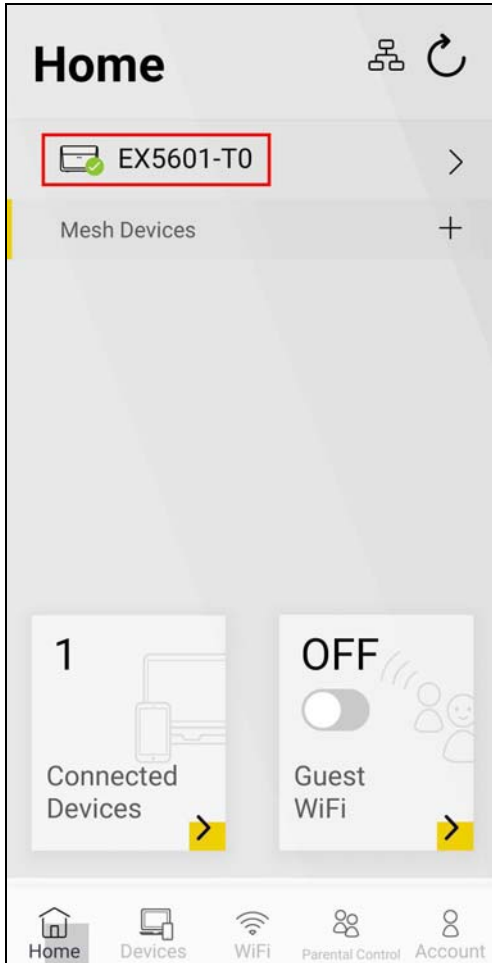 Home
EX5601-T0
Mesh Devices
1
Connected
Devices
OFF
Guest
WiFi
Home
Devices
WiFi
Parental Control
Account